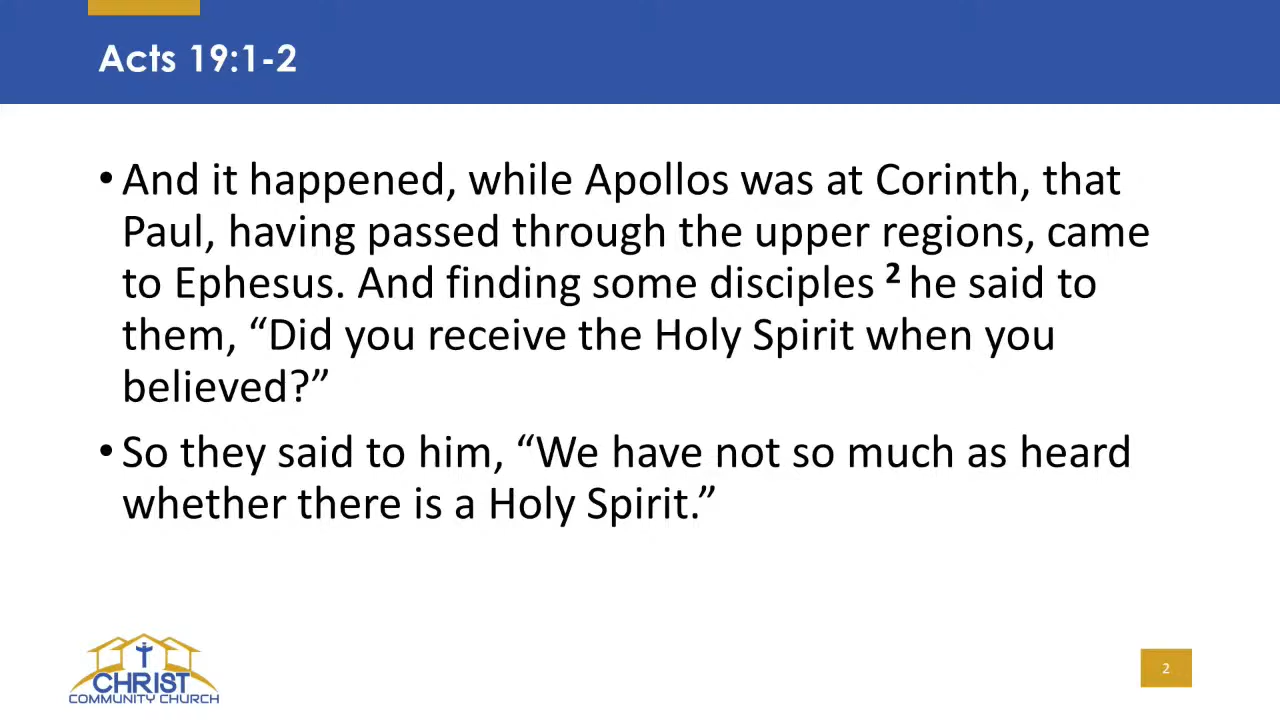 Acts 19:1-2
• And it happened, while Apollos was at Corinth, that
Paul, having passed through the upper regions, came
to Ephesus. And finding some disciples ² he said to
them, “Did you receive the Holy Spirit when you
believed?”
• So they said to him, “We have not so much as heard
whether there is a Holy Spirit.”
CHRIST
COMMUNITY CHURCH
2